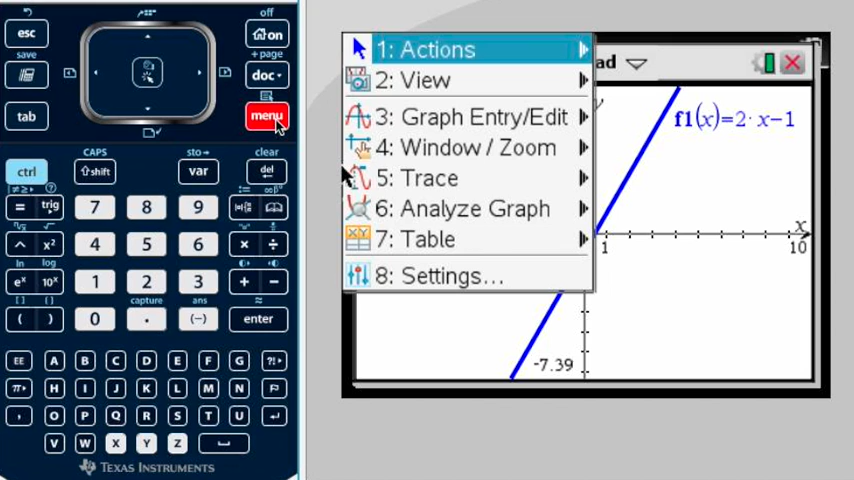 off
esc
on
save
+ page
doc
tab
menu
CAPS
sto→
clear
ctrl
⇧shift
var
del
|≠≥›
= trig 7 8 9
^ x² 4 5 6 × ÷
ln log
eˣ 10ˣ 1 2 3 + −
[ ] { } capture ans ≈
( ) 0 . (−) enter
EE A B C D E F G ?!▸
π▸ H I J K L M N
, O P Q R S T U ↵
V W X Y Z
TEXAS INSTRUMENTS
1: Actions
2: View
3: Graph Entry/Edit
4: Window / Zoom
5: Trace
6: Analyze Graph
7: Table
8: Settings…
ad
y
f1(x)=2· x−1
x
1
10
-7.39